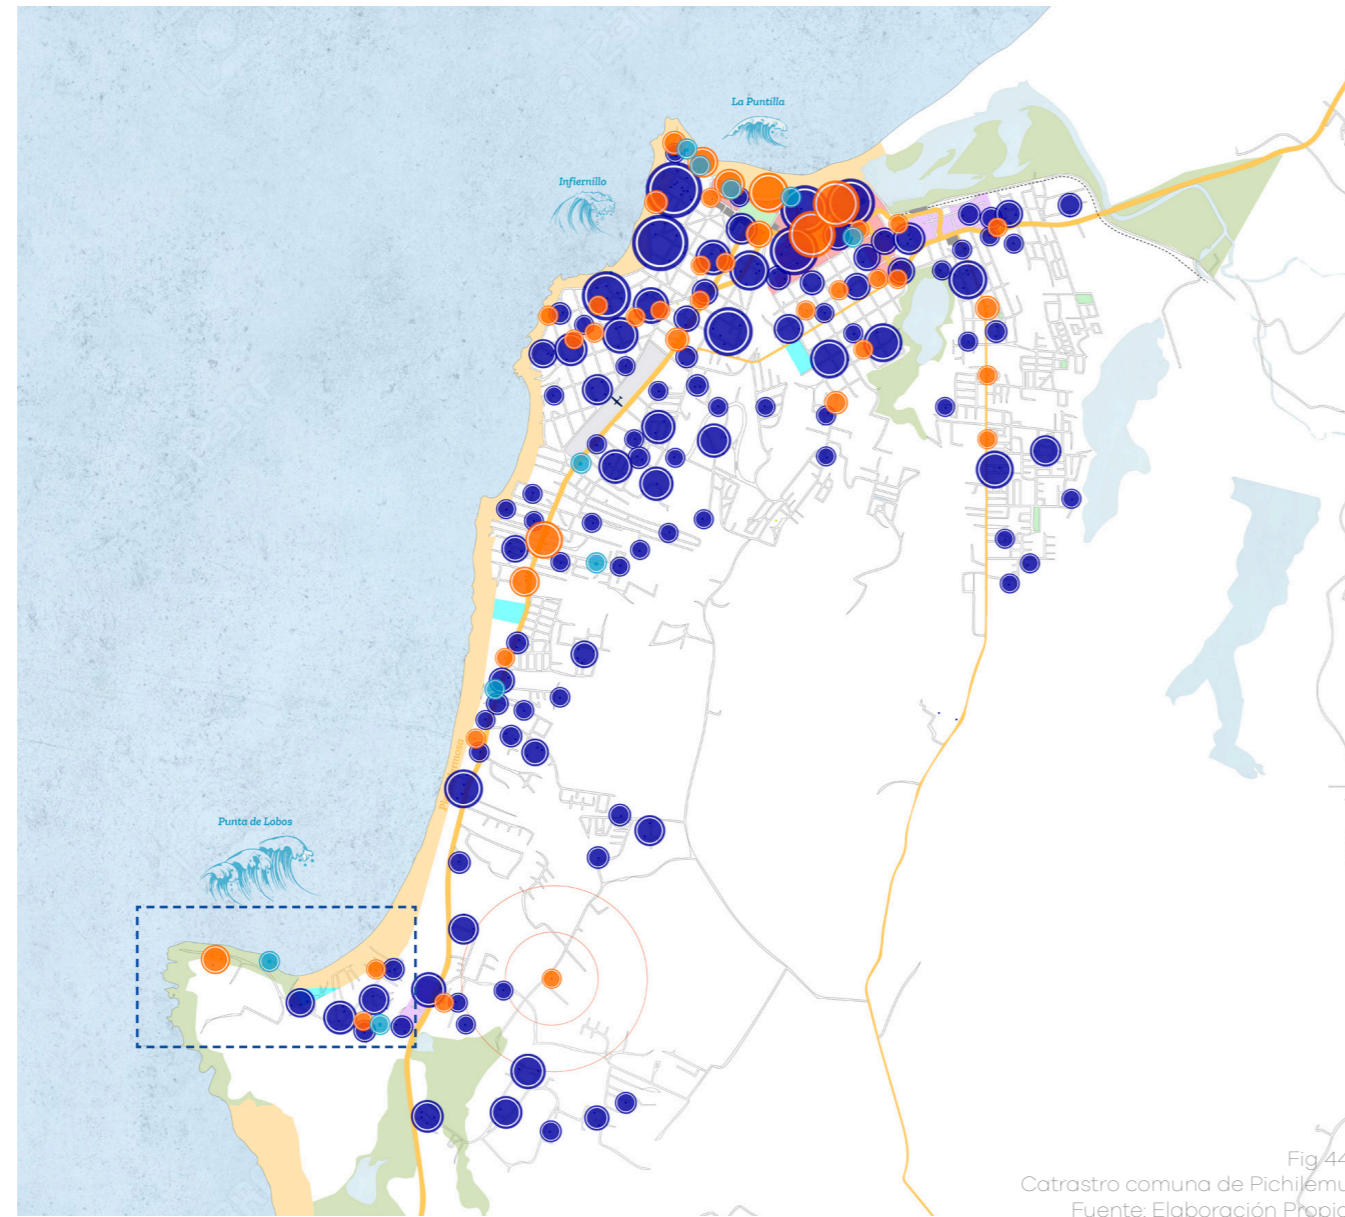 La Puntilla
Infiernillo
Punta de Lobos
Fig 44
Catrastro comuna de Pichilemu
Fuente: Elaboración Propia